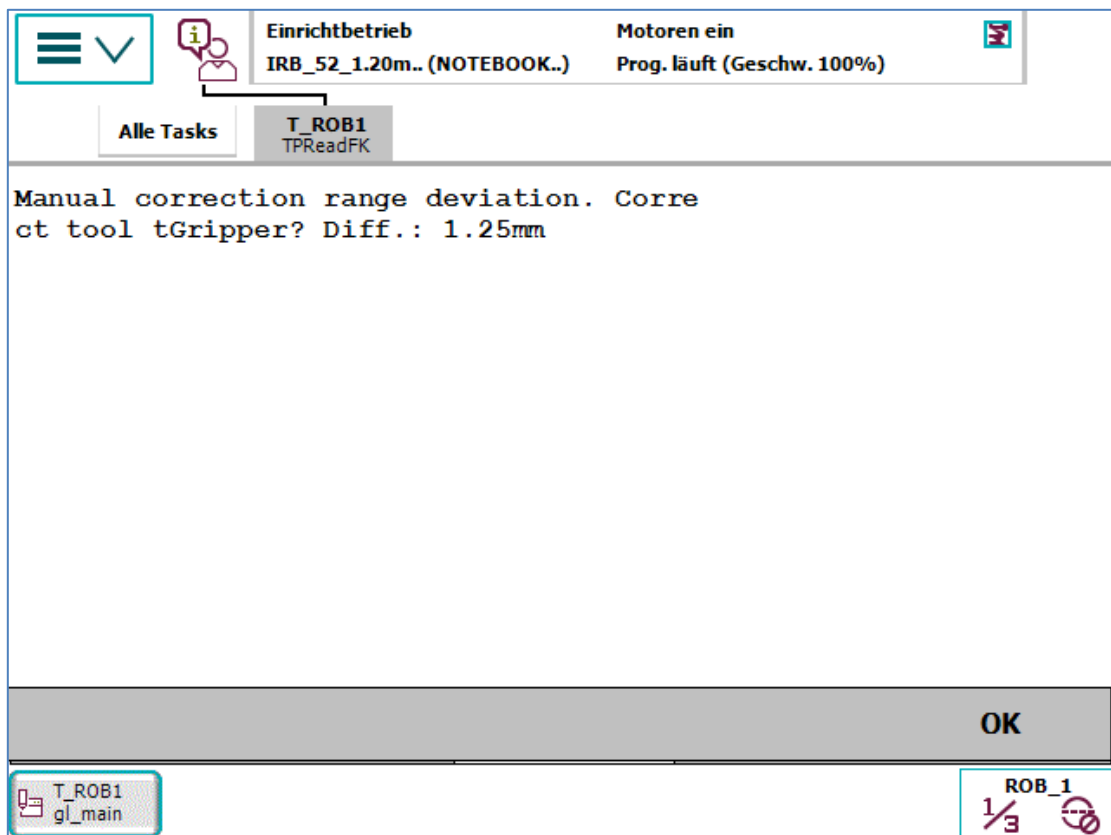 Einrichtbetrieb
IRB_52_1.20m.. (NOTEBOOK..)
Motoren ein
Prog. läuft (Geschw. 100%)
Alle Tasks
T_ROB1
TPReadFK
Manual correction range deviation. Corre
ct tool tGripper? Diff.: 1.25mm
OK
T_ROB1
gl_main
ROB_1
1/3